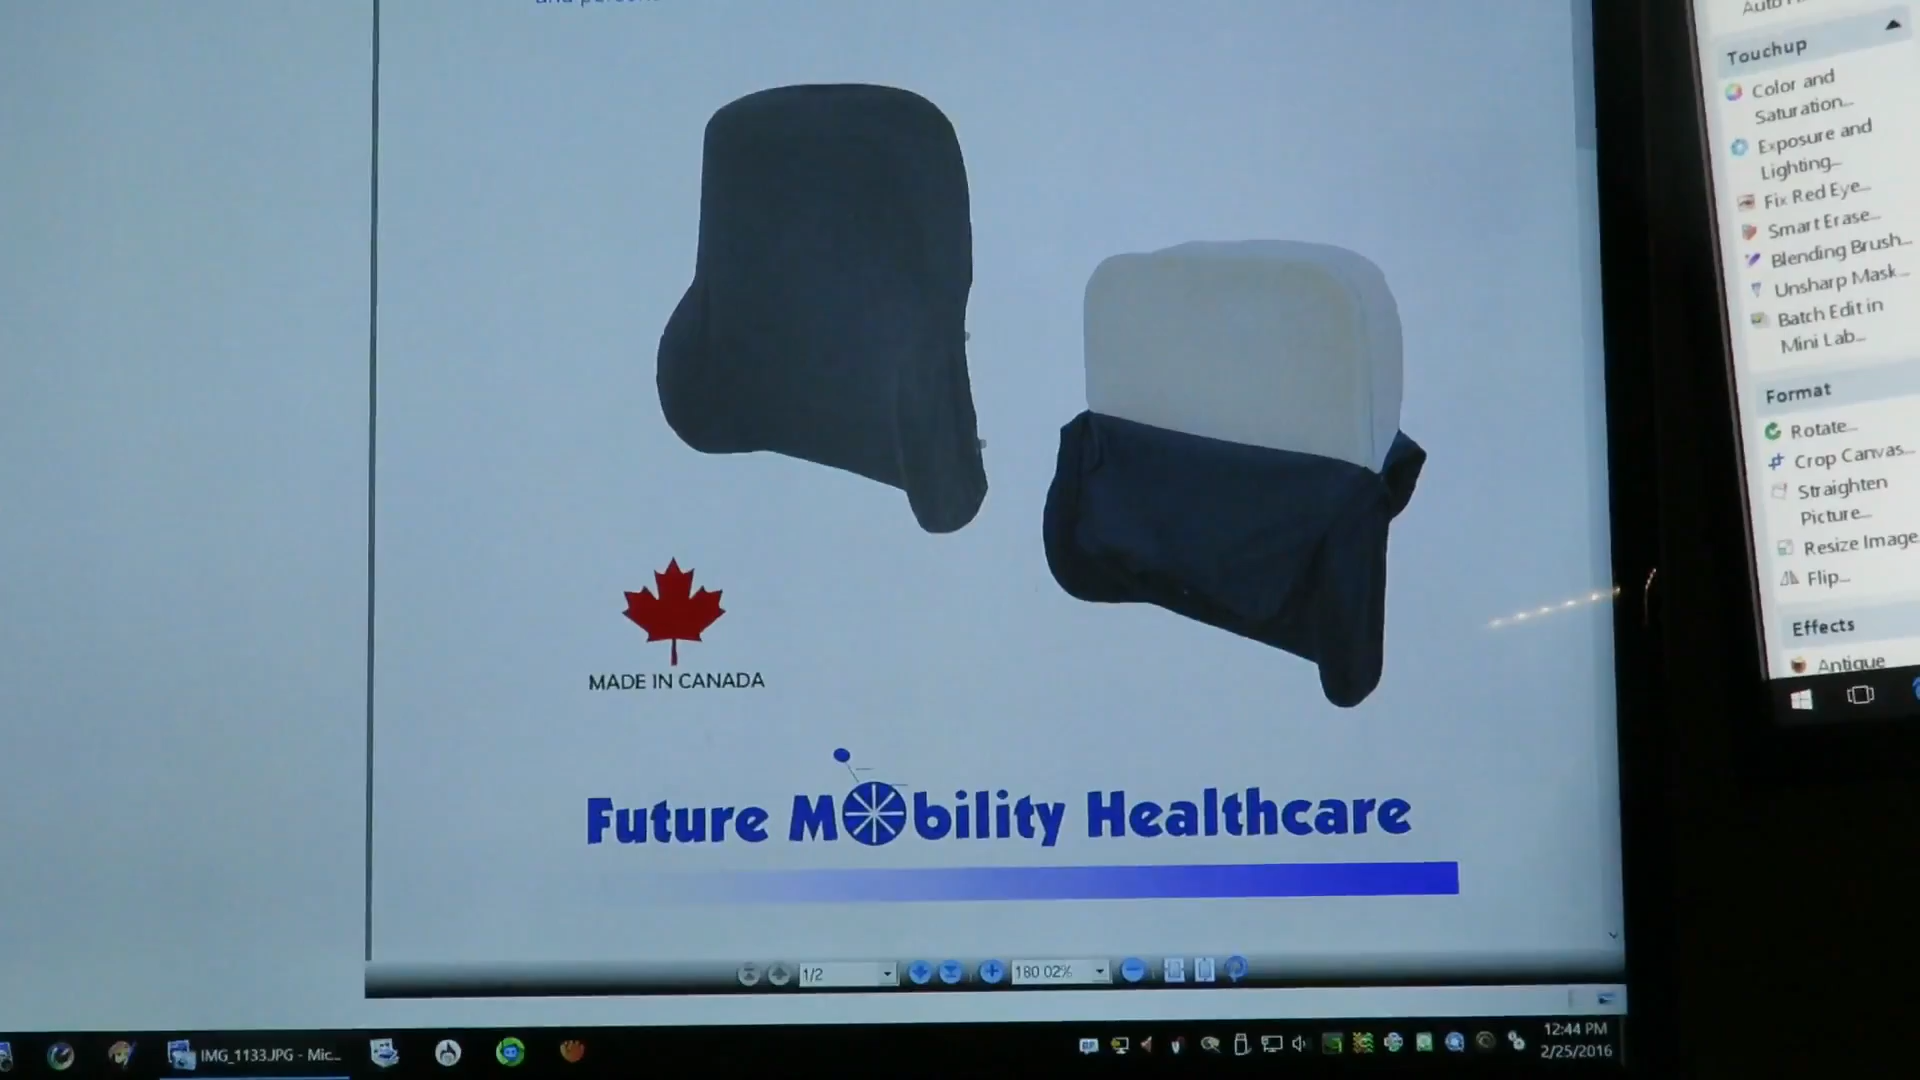 Touchup
Color and
Saturation...
Exposure and
Lighting...
Fix Red Eye...
Smart Erase...
Blending Brush...
Unsharp Mask...
Batch Edit in
Mini Lab...
Format
Rotate...
Crop Canvas...
Straighten
Picture...
Resize Image
Flip...
Effects
Antique
MADE IN CANADA
Future Mobility Healthcare
1/2
180.02%
IMG_1133.JPG - Mic...
12:44 PM
2/25/2016